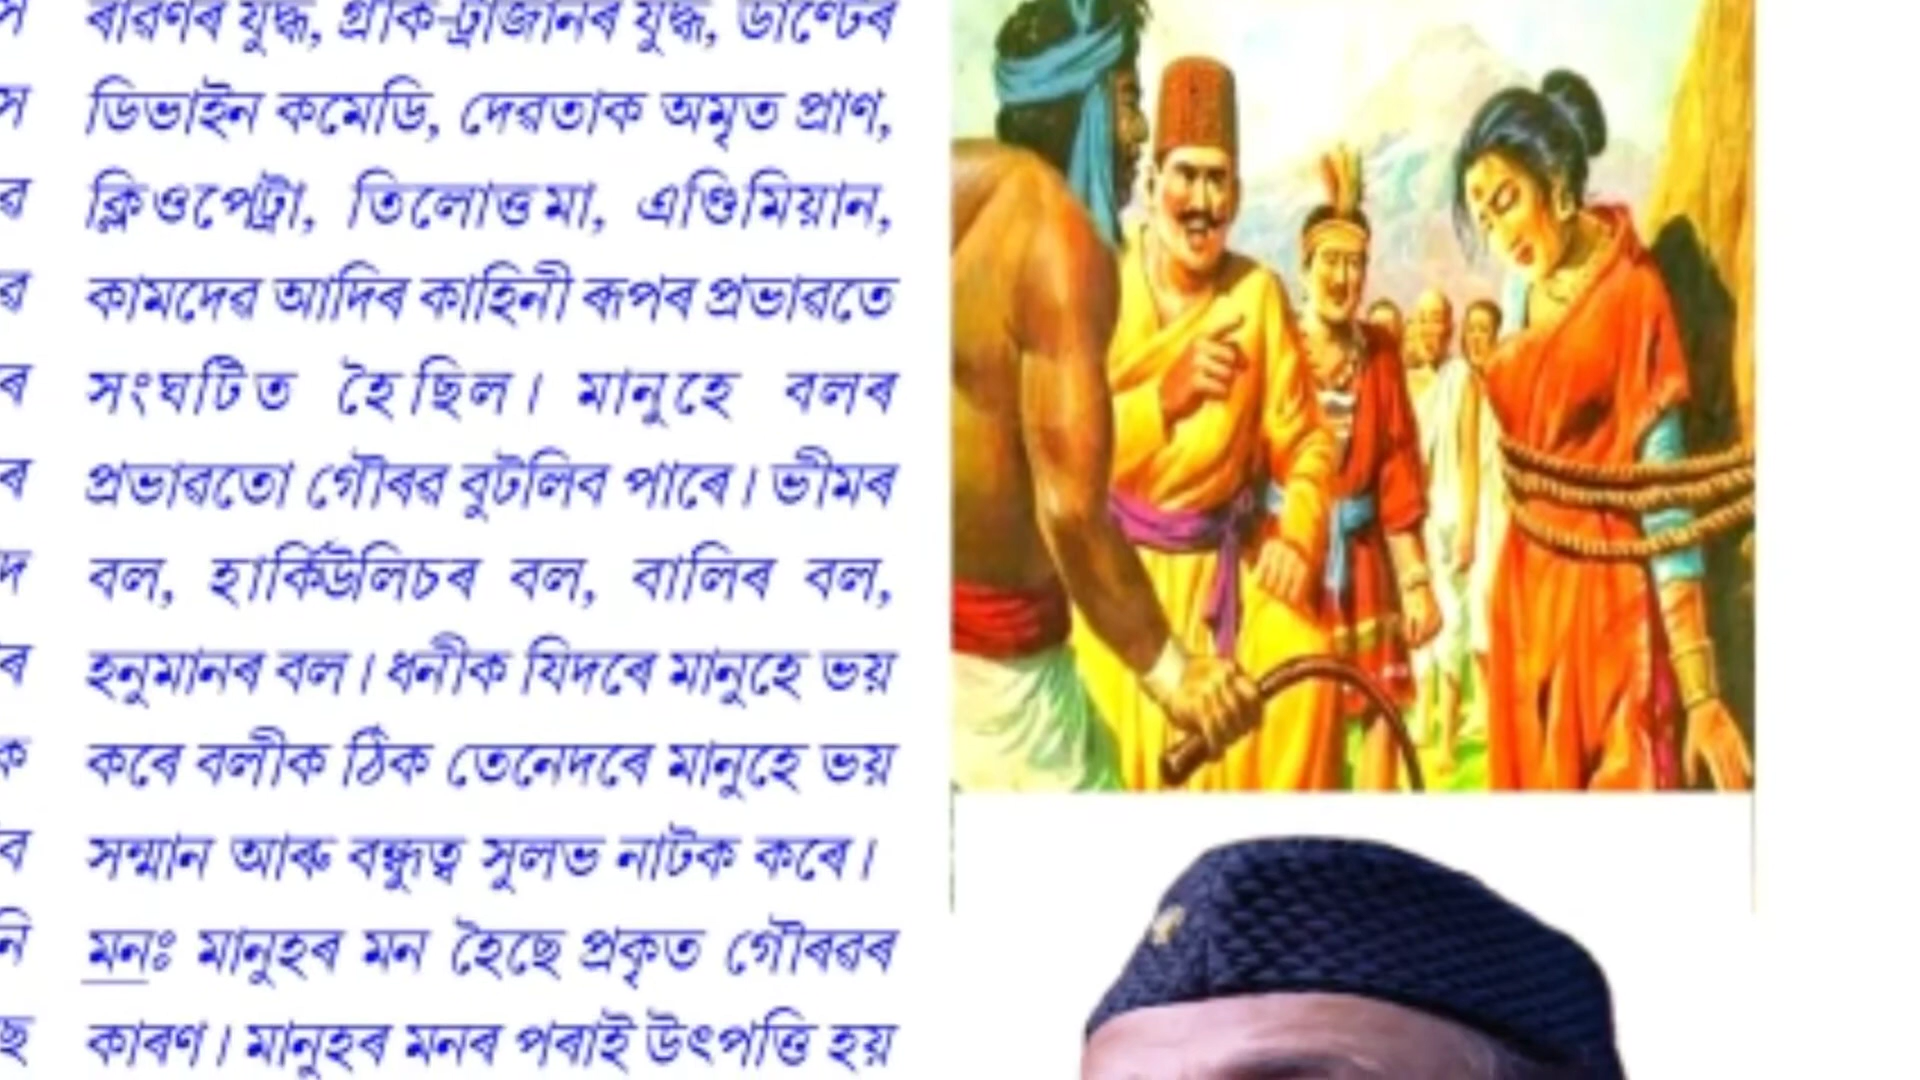 ৰাৱণৰ যুদ্ধ, গ্ৰীক-ট্ৰোজানৰ যুদ্ধ, ডাণ্টেৰ
ডিভাইন কমেডি, দেৱতাক অমৃত প্ৰাণ,
ক্লিওপেট্ৰা, তিলোত্তমা, এণ্ডিমিয়ান,
কামদেৱ আদিৰ কাহিনী ৰূপৰ প্ৰভাৱতে
সংঘটিত হৈছিল। মানুহে বলৰ
প্ৰভাৱতো গৌৰৱ বুটলিব পাৰে। ভীমৰ
বল, হাৰ্কিউলিচৰ বল, বালিৰ বল,
হনুমানৰ বল। ধনীক যিদৰে মানুহে ভয়
কৰে বলীক ঠিক তেনেদৰে মানুহে ভয়
সন্মান আৰু বন্ধুত্ব সুলভ নাটক কৰে।
মনঃ মানুহৰ মন হৈছে প্ৰকৃত গৌৰৱৰ
কাৰণ। মানুহৰ মনৰ পৰাই উৎপত্তি হয়